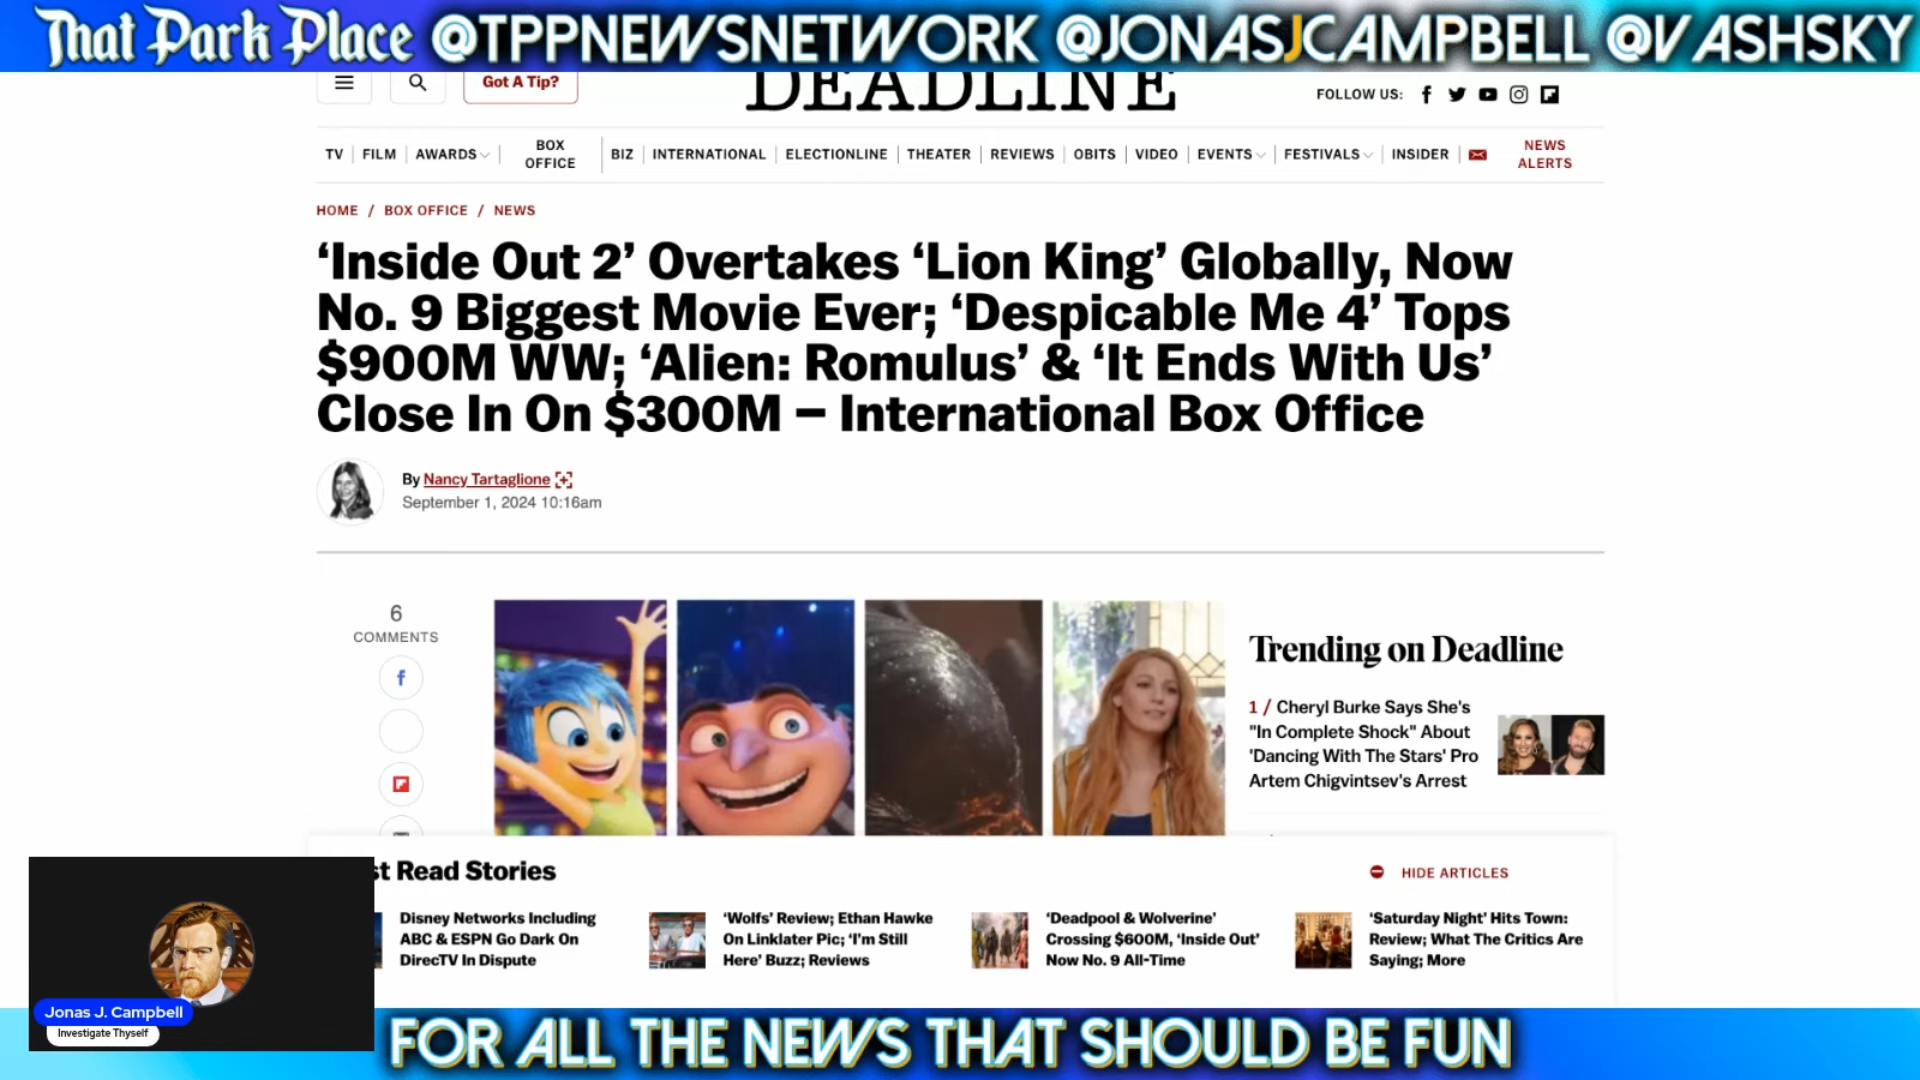 That Park Place @TPPNEWSNETWORK @JONASJCAMPBELL @VASHSKY
Got A Tip?
DEADLINE
FOLLOW US:
TV
FILM
AWARDS
BOX
OFFICE
BIZ
INTERNATIONAL
ELECTIONLINE
THEATER
REVIEWS
OBITS
VIDEO
EVENTS
FESTIVALS
INSIDER
NEWS
ALERTS
HOME / BOX OFFICE / NEWS
‘Inside Out 2’ Overtakes ‘Lion King’ Globally, Now
No. 9 Biggest Movie Ever; ‘Despicable Me 4’ Tops
$900M WW; ‘Alien: Romulus’ & ‘It Ends With Us’
Close In On $300M – International Box Office
By Nancy Tartaglione
September 1, 2024 10:16am
6
COMMENTS
Trending on Deadline
1 / Cheryl Burke Says She's
"In Complete Shock" About
'Dancing With The Stars' Pro
Artem Chigvintsev's Arrest
st Read Stories
HIDE ARTICLES
Disney Networks Including
ABC & ESPN Go Dark On
DirecTV In Dispute
‘Wolfs’ Review; Ethan Hawke
On Linklater Pic; ‘I’m Still
Here’ Buzz; Reviews
‘Deadpool & Wolverine’
Crossing $600M, ‘Inside Out’
Now No. 9 All-Time
‘Saturday Night’ Hits Town:
Review; What The Critics Are
Saying; More
Jonas J. Campbell
Investigate Thyself
FOR ALL THE NEWS THAT SHOULD BE FUN